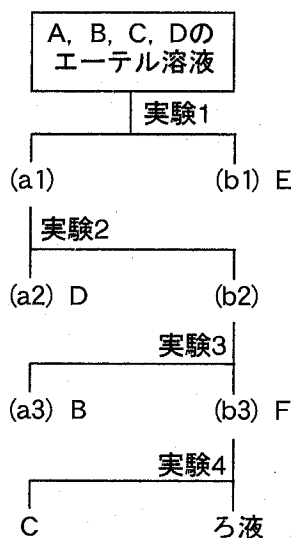 A, B, C, Dの
エーテル溶液
実験1
(a1) (b1) E
実験2
(a2) D (b2)
実験3
(a3) B (b3) F
実験4
C ろ液